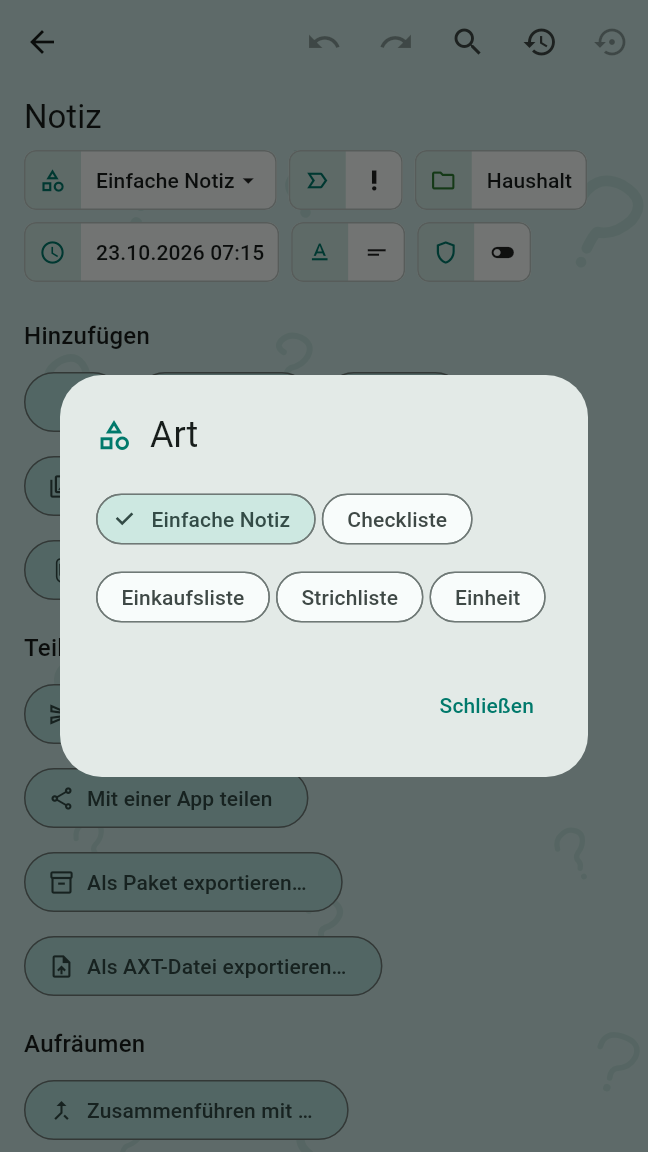 Notiz
Einfache Notiz
Haushalt
23.10.2026 07:15
Hinzufügen
Art
Einfache Notiz
Checkliste
Einkaufsliste
Strichliste
Einheit
Schließen
Teil
Mit einer App teilen
Als Paket exportieren…
Als AXT-Datei exportieren…
Aufräumen
Zusammenführen mit …